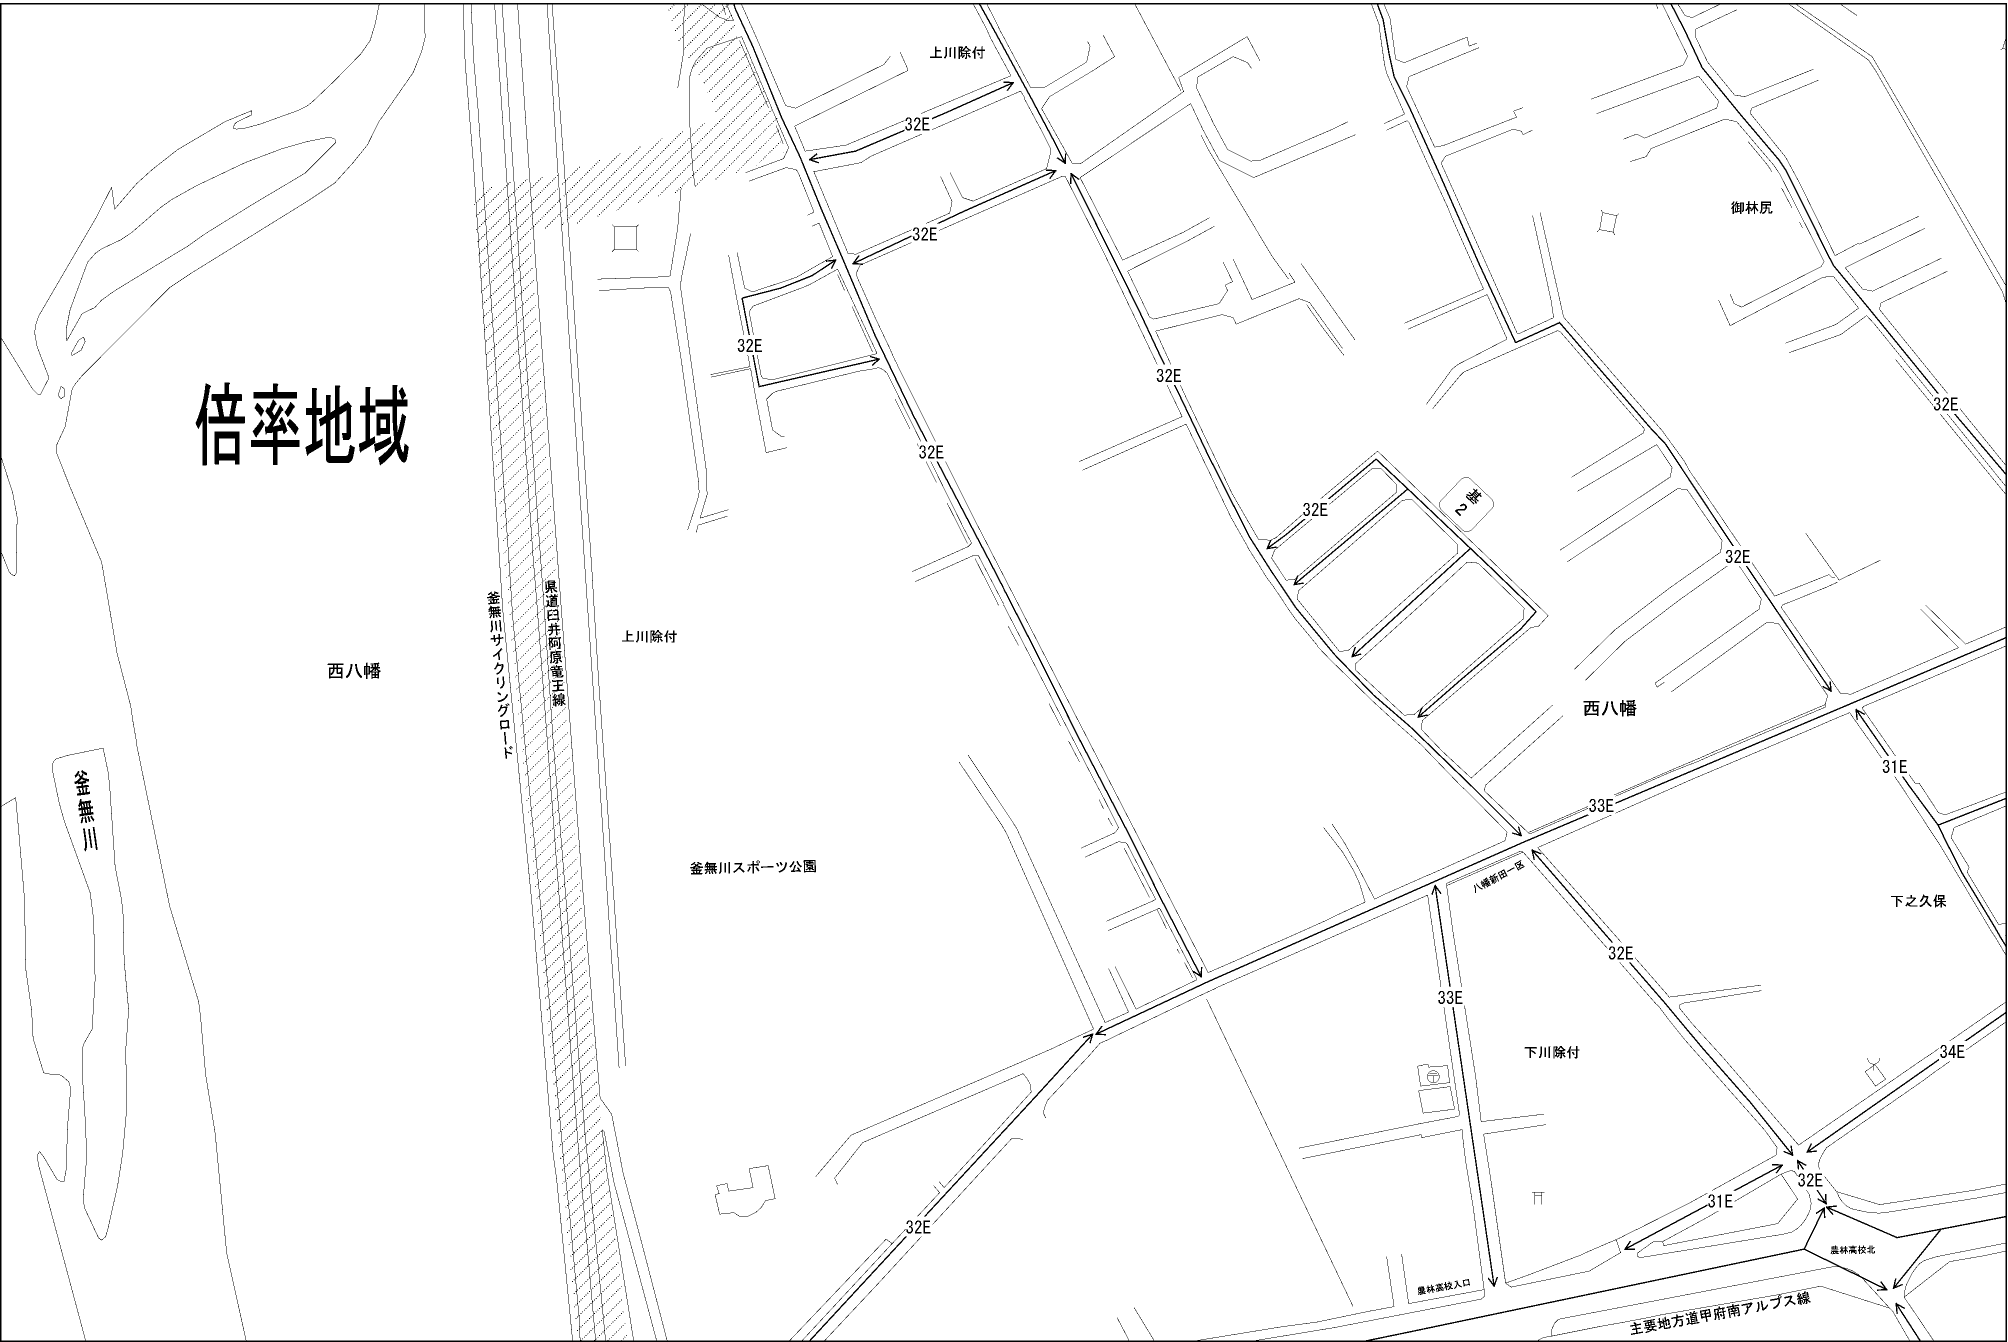 上川除付
32E
御林尻
32E
32E
32E
32E
32E
倍率地域
32E
基
2
32E
32E
県道臼井阿原竜王線
釜無川サイクリングロード
上川除付
西八幡
西八幡
31E
釜無川
33E
釜無川スポーツ公園
八幡新田一区
下之久保
32E
33E
下川除付
34E
32E
31E
32E
農林高校北
農林高校入口
主要地方道甲府南アルプス線